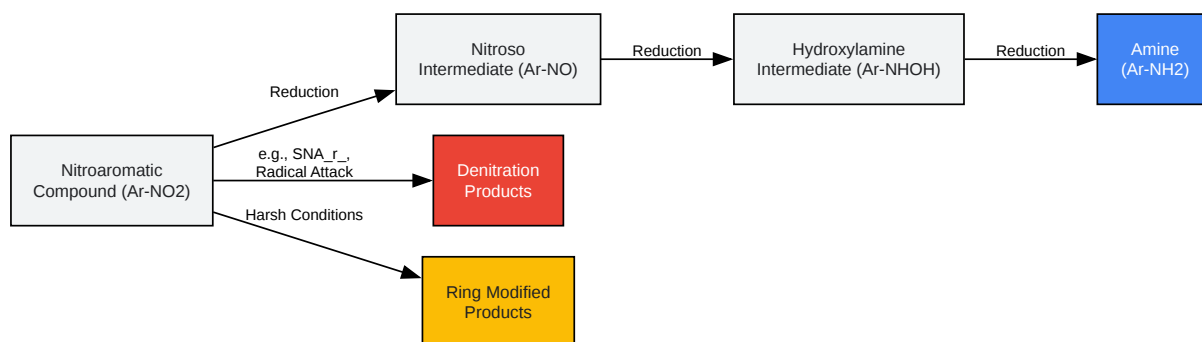 Nitroso
Intermediate (Ar-NO)
Reduction
Hydroxylamine
Intermediate (Ar-NHOH)
Reduction
Amine
(Ar-NH2)
Reduction
Nitroaromatic
Compound (Ar-NO2)
e.g., SNA_r_,
Radical Attack
Denitration
Products
Harsh Conditions
Ring Modified
Products